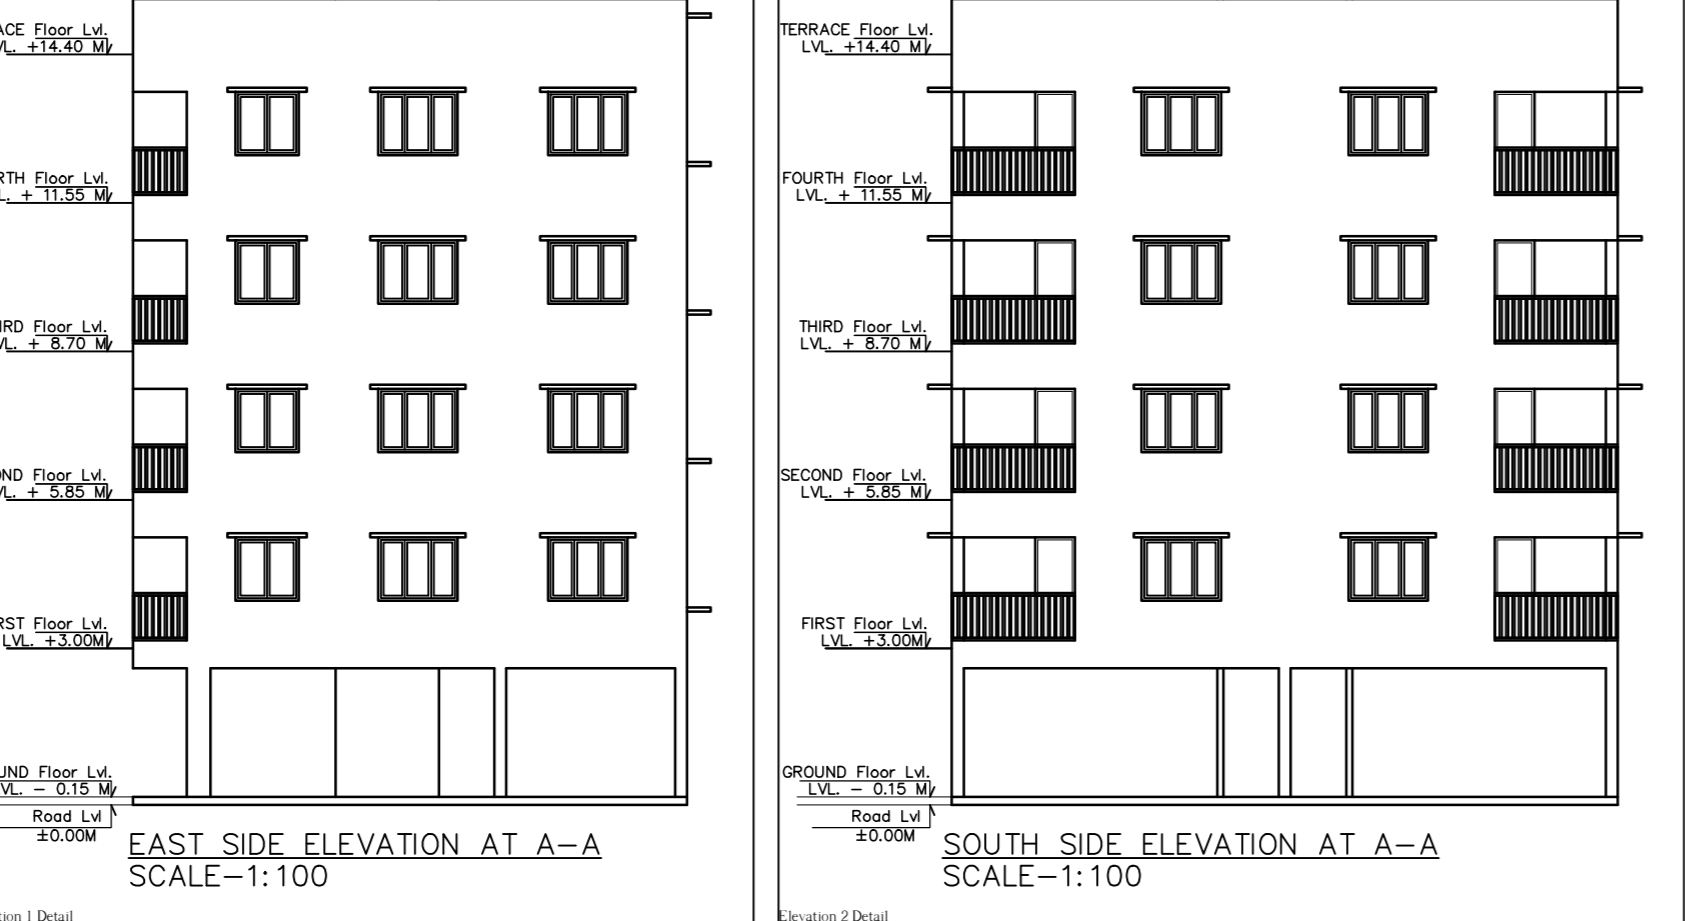 ACE Floor Lvl.
VL. +14.40 M
RTH Floor Lvl.
L. + 11.55 M
IRD Floor Lvl.
VL. + 8.70 M
OND Floor Lvl.
VL. + 5.85 M
RST Floor Lvl.
LVL. +3.00M
UND Floor Lvl.
VL. - 0.15 M
Road Lvl
±0.00M
EAST SIDE ELEVATION AT A-A
SCALE-1:100
tion 1 Detail
TERRACE Floor Lvl.
LVL. +14.40 M
FOURTH Floor Lvl.
LVL. + 11.55 M
THIRD Floor Lvl.
LVL. + 8.70 M
SECOND Floor Lvl.
LVL. + 5.85 M
FIRST Floor Lvl.
LVL. +3.00M
GROUND Floor Lvl.
LVL. - 0.15 M
Road Lvl
±0.00M
SOUTH SIDE ELEVATION AT A-A
SCALE-1:100
Elevation 2 Detail